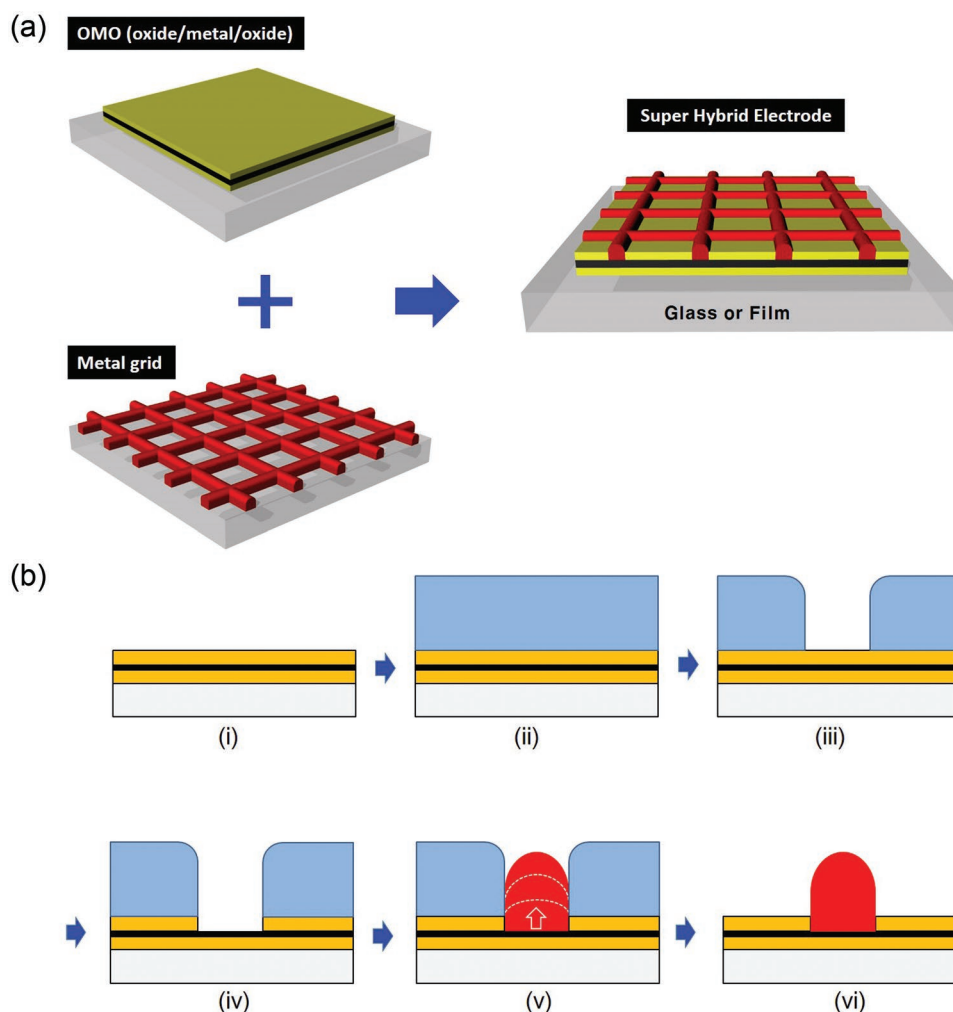 (a)
OMO (oxide/metal/oxide)
Super Hybrid Electrode
Glass or Film
Metal grid
(b)
(i)
(ii)
(iii)
(iv)
(v)
(vi)